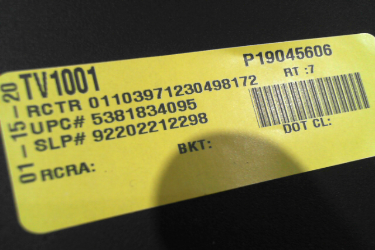 01-15-20
TV1001
P19045606
RCTR 01103971230498172
RT :7
UPC# 5381834095
SLP# 92202212298
BKT:
DOT CL:
RCRA: